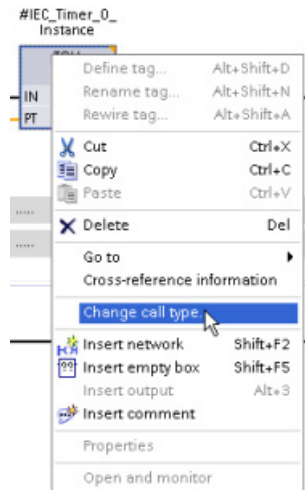 #IEC_Timer_0_
Instance
IN
PT
Define tag... Alt+Shift+D
Rename tag... Alt+Shift+N
Rewire tag... Alt+Shift+A
Cut Ctrl+X
Copy Ctrl+C
Paste Ctrl+V
Delete Del
Go to
Cross-reference information
Change call type.
Insert network Shift+F2
Insert empty box Shift+F5
Insert output Alt+3
Insert comment
Properties
Open and monitor